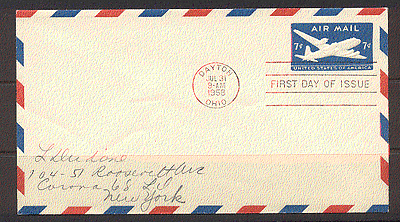 AIR MAIL
7¢ 7¢
UNITED STATES OF AMERICA
DAYTON
JUL 31
9-AM
1958
OHIO
FIRST DAY OF ISSUE
104-51 Roosevelt Ave
Corona 68 L.I.
New York